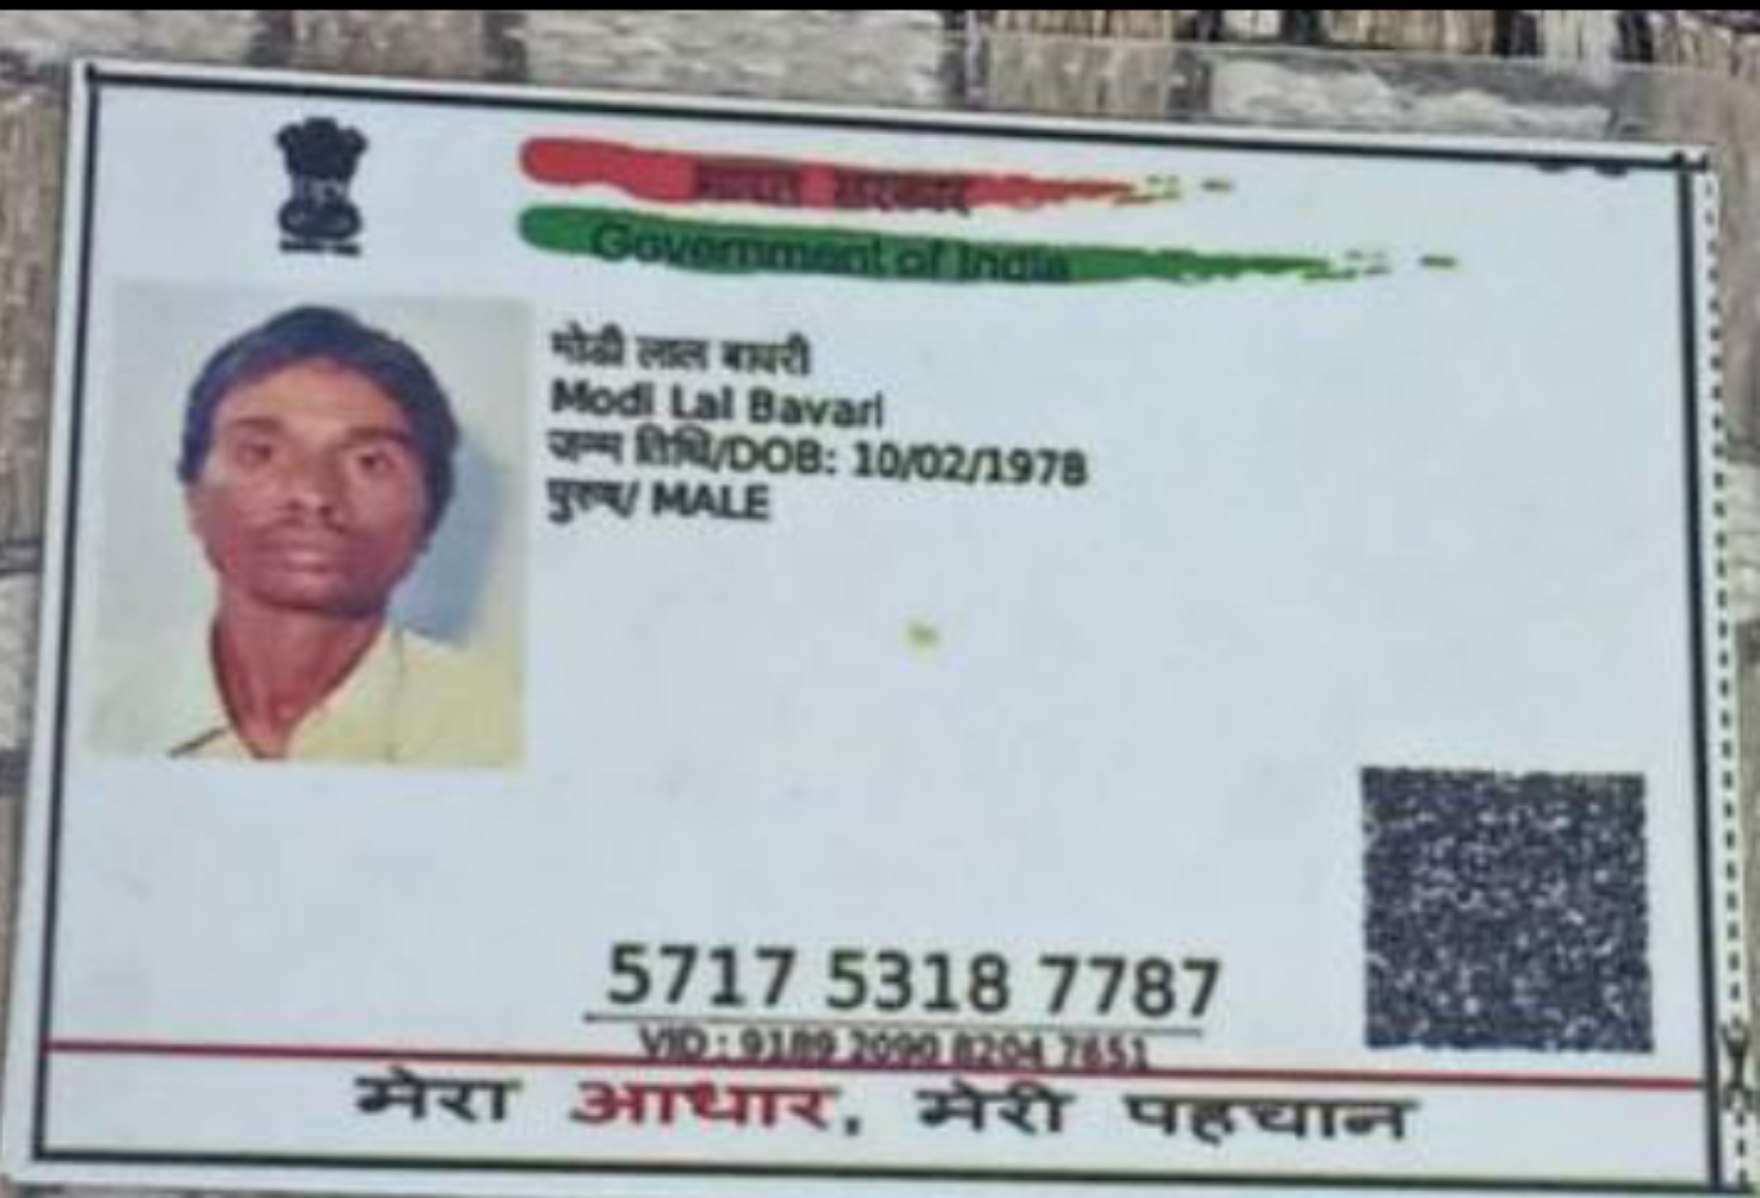 भारत सरकार
Government of India
मोडी लाल बावरी
Modi Lal Bavari
जन्म तिथि/DOB: 10/02/1978
पुरुष/ MALE
5717 5318 7787
VID : 9189 2090 8204 7651
मेरा आधार, मेरी पहचान